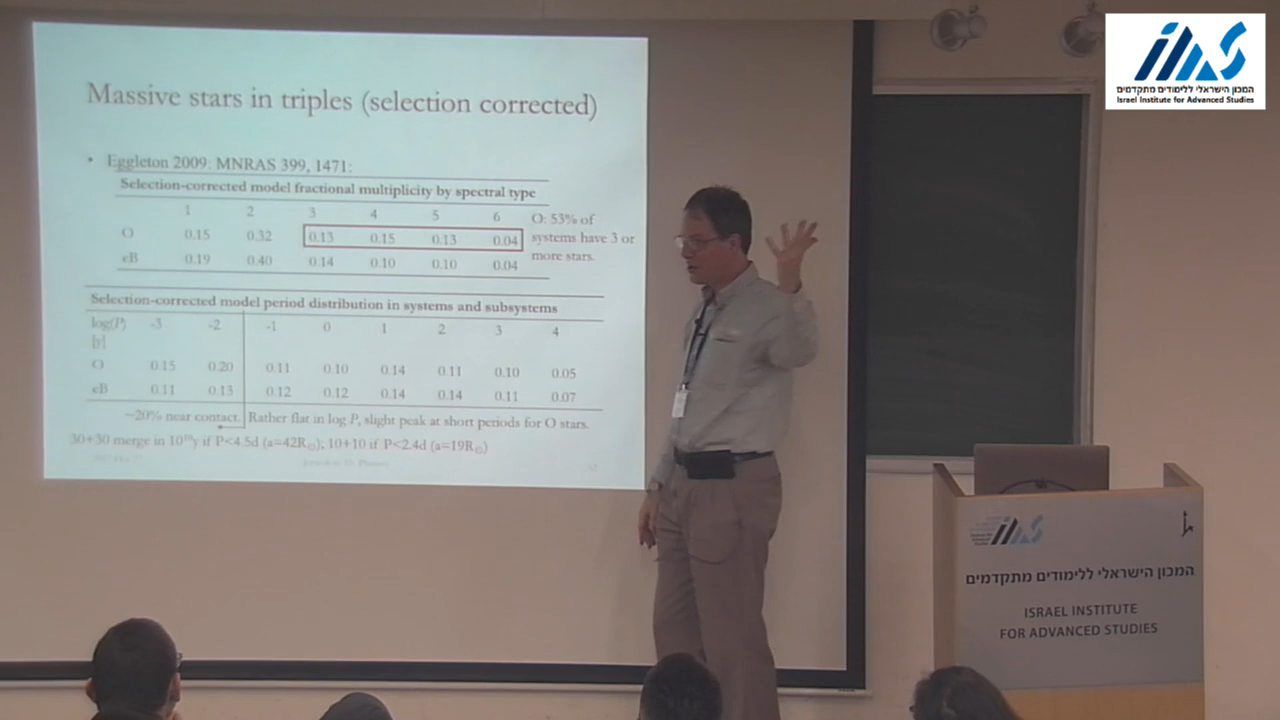 Massive stars in triples (selection corrected)
• Eggleton 2009: MNRAS 399, 1471:
Selection-corrected model fractional multiplicity by spectral type
1 2 3 4 5 6
O 0.15 0.32 0.13 0.15 0.13 0.04
eB 0.19 0.40 0.14 0.10 0.10 0.04
O: 53% of
systems have 3 or
more stars.
Selection-corrected model period distribution in systems and subsystems
log(P) -3 -2 -1 0 1 2 3 4
[y]
O 0.15 0.20 0.11 0.10 0.14 0.11 0.10 0.05
eB 0.11 0.13 0.12 0.12 0.14 0.14 0.11 0.07
~20% near contact. Rather flat in log P, slight peak at short periods for O stars.
30+30 merge in 10¹⁰y if P<4.5d (a=42R☉); 10+10 if P<2.4d (a=19R☉)
ias
המכון הישראלי ללימודים מתקדמים
Israel Institute for Advanced Studies
ias
המכון הישראלי ללימודים מתקדמים
ISRAEL INSTITUTE
FOR ADVANCED STUDIES